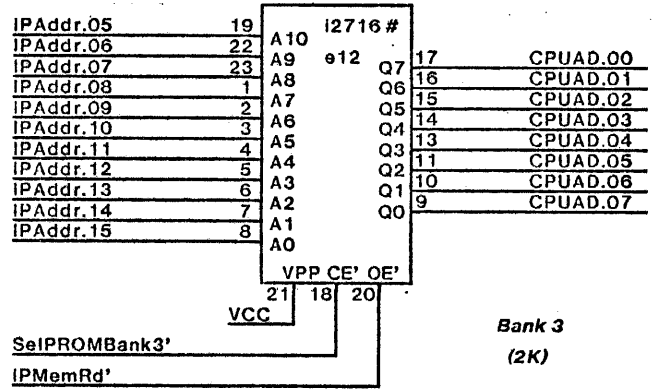 i2716 #
e12
IPAddr.05 19 A10
IPAddr.06 22 A9
IPAddr.07 23 A8
IPAddr.08 1 A7
IPAddr.09 2 A6
IPAddr.10 3 A5
IPAddr.11 4 A4
IPAddr.12 5 A3
IPAddr.13 6 A2
IPAddr.14 7 A1
IPAddr.15 8 A0
Q7 17 CPUAD.00
Q6 16 CPUAD.01
Q5 15 CPUAD.02
Q4 14 CPUAD.03
Q3 13 CPUAD.04
Q2 11 CPUAD.05
Q1 10 CPUAD.06
Q0 9 CPUAD.07
VPP CE' OE'
21 18 20
VCC
SelPROMBank3'
IPMemRd'
Bank 3
(2K)